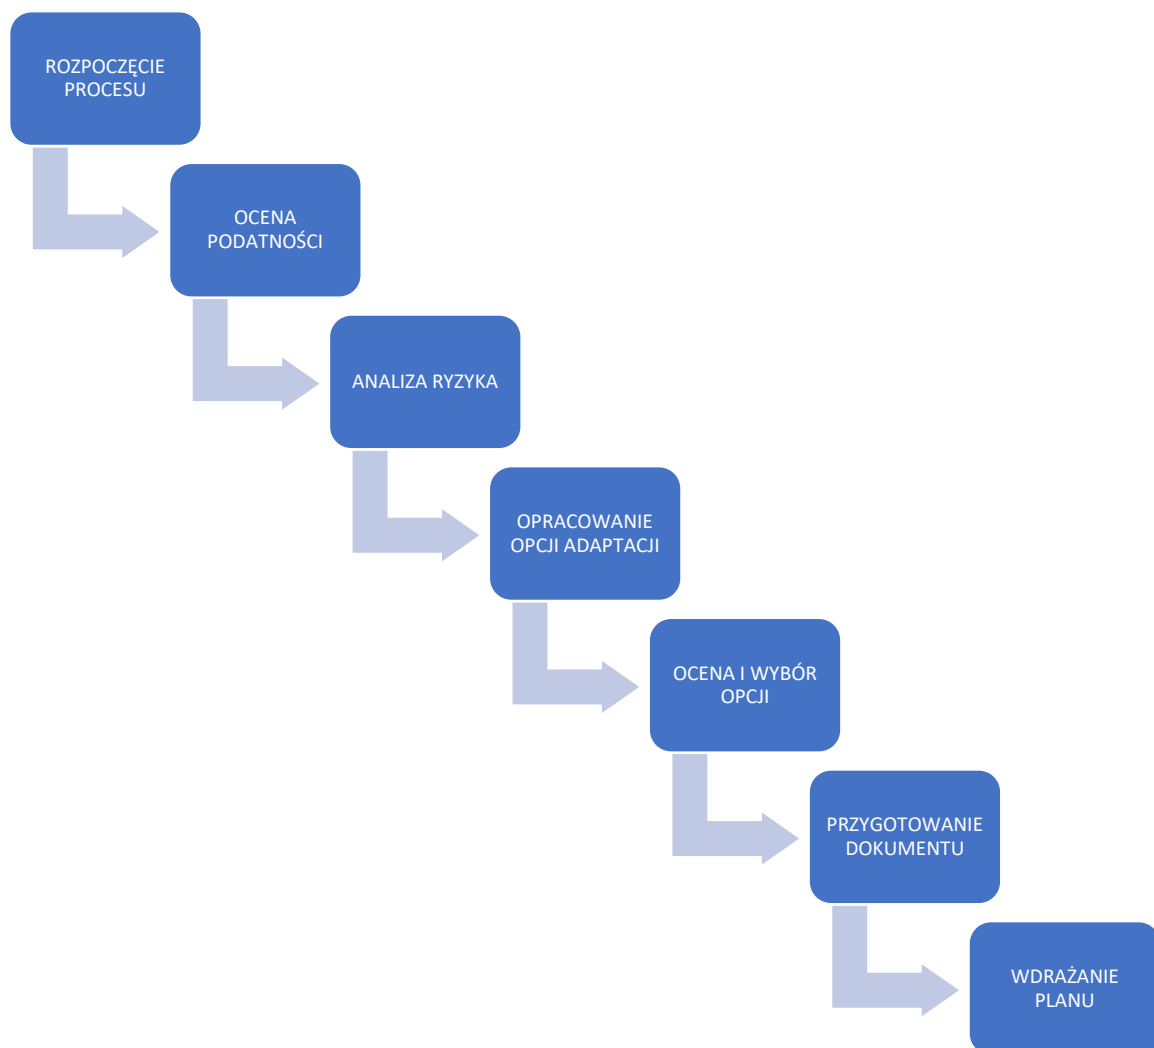 ROZPOCZĘCIE
PROCESU
OCENA
PODATNOŚCI
ANALIZA RYZYKA
OPRACOWANIE
OPCJI ADAPTACJI
OCENA I WYBÓR
OPCJI
PRZYGOTOWANIE
DOKUMENTU
WDRAŻANIE
PLANU